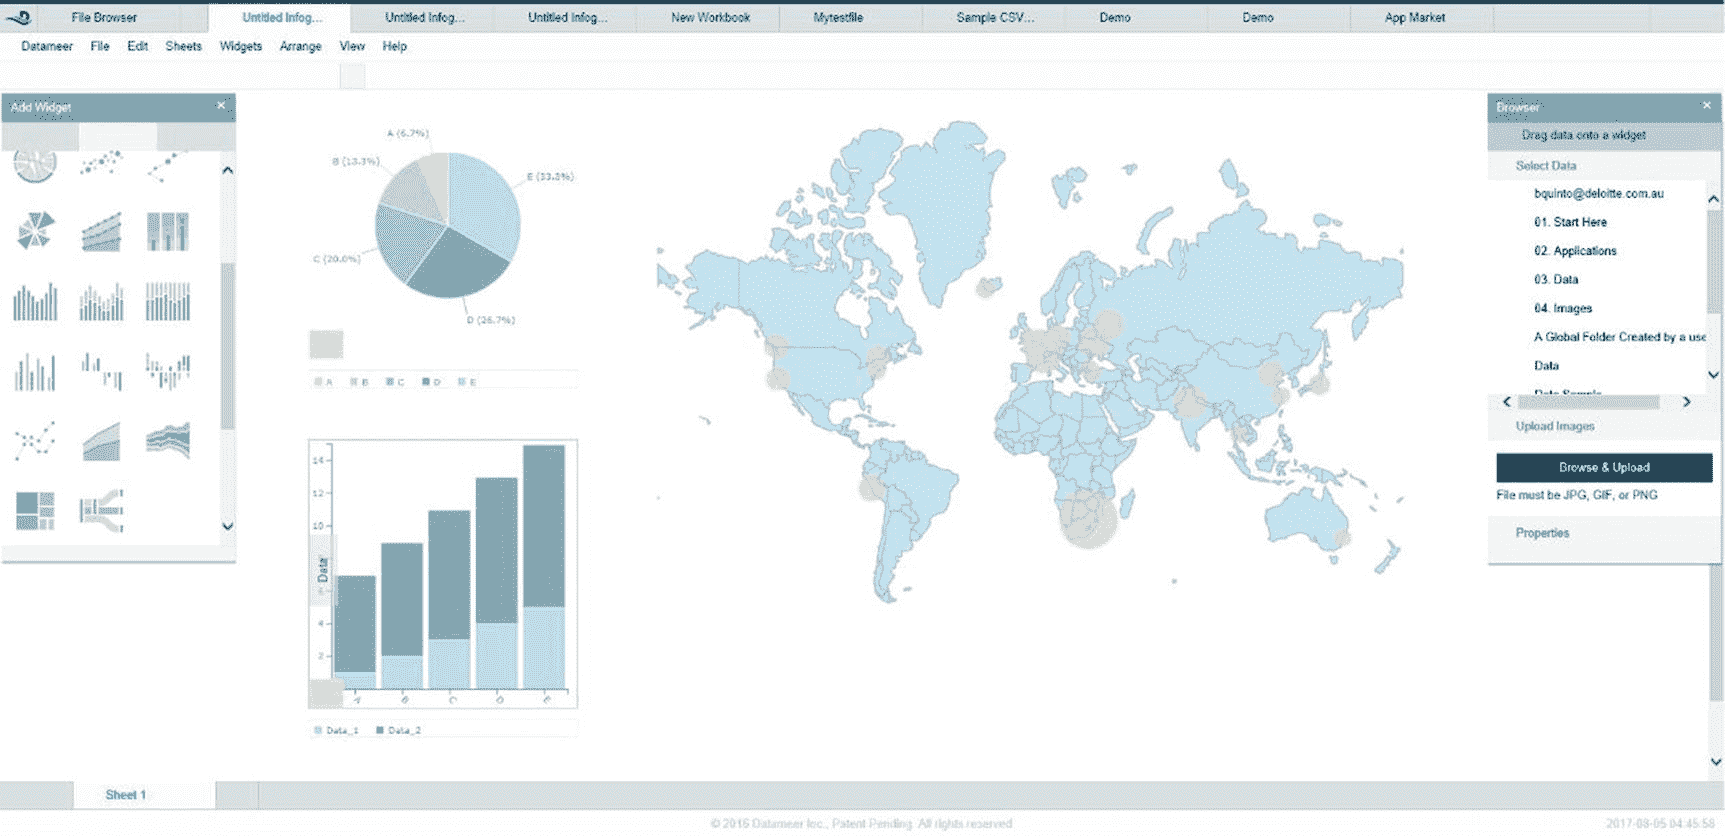 File Browser
Untitled Infog...
Untitled Infog...
Untitled Infog...
New Workbook
Mytestfile
Sample CSV...
Demo
Demo
App Market
Datameer File Edit Sheets Widgets Arrange View Help
Add Widget ×
A (6.7%)
B (13.3%)
E (33.3%)
C (20.0%)
D (26.7%)
A B C D E
14
12
10
Data
6
4
2
A B C D E
Data_1 Data_2
Browser ×
Drag data onto a widget
Select Data
bquinto@deloitte.com.au
01. Start Here
02. Applications
03. Data
04. Images
A Global Folder Created by a use
Data
Data Sample
Upload Images
Browse & Upload
File must be JPG, GIF, or PNG
Properties
Sheet 1
© 2016 Datameer Inc., Patent Pending. All rights reserved
2017-08-05 04:45:58